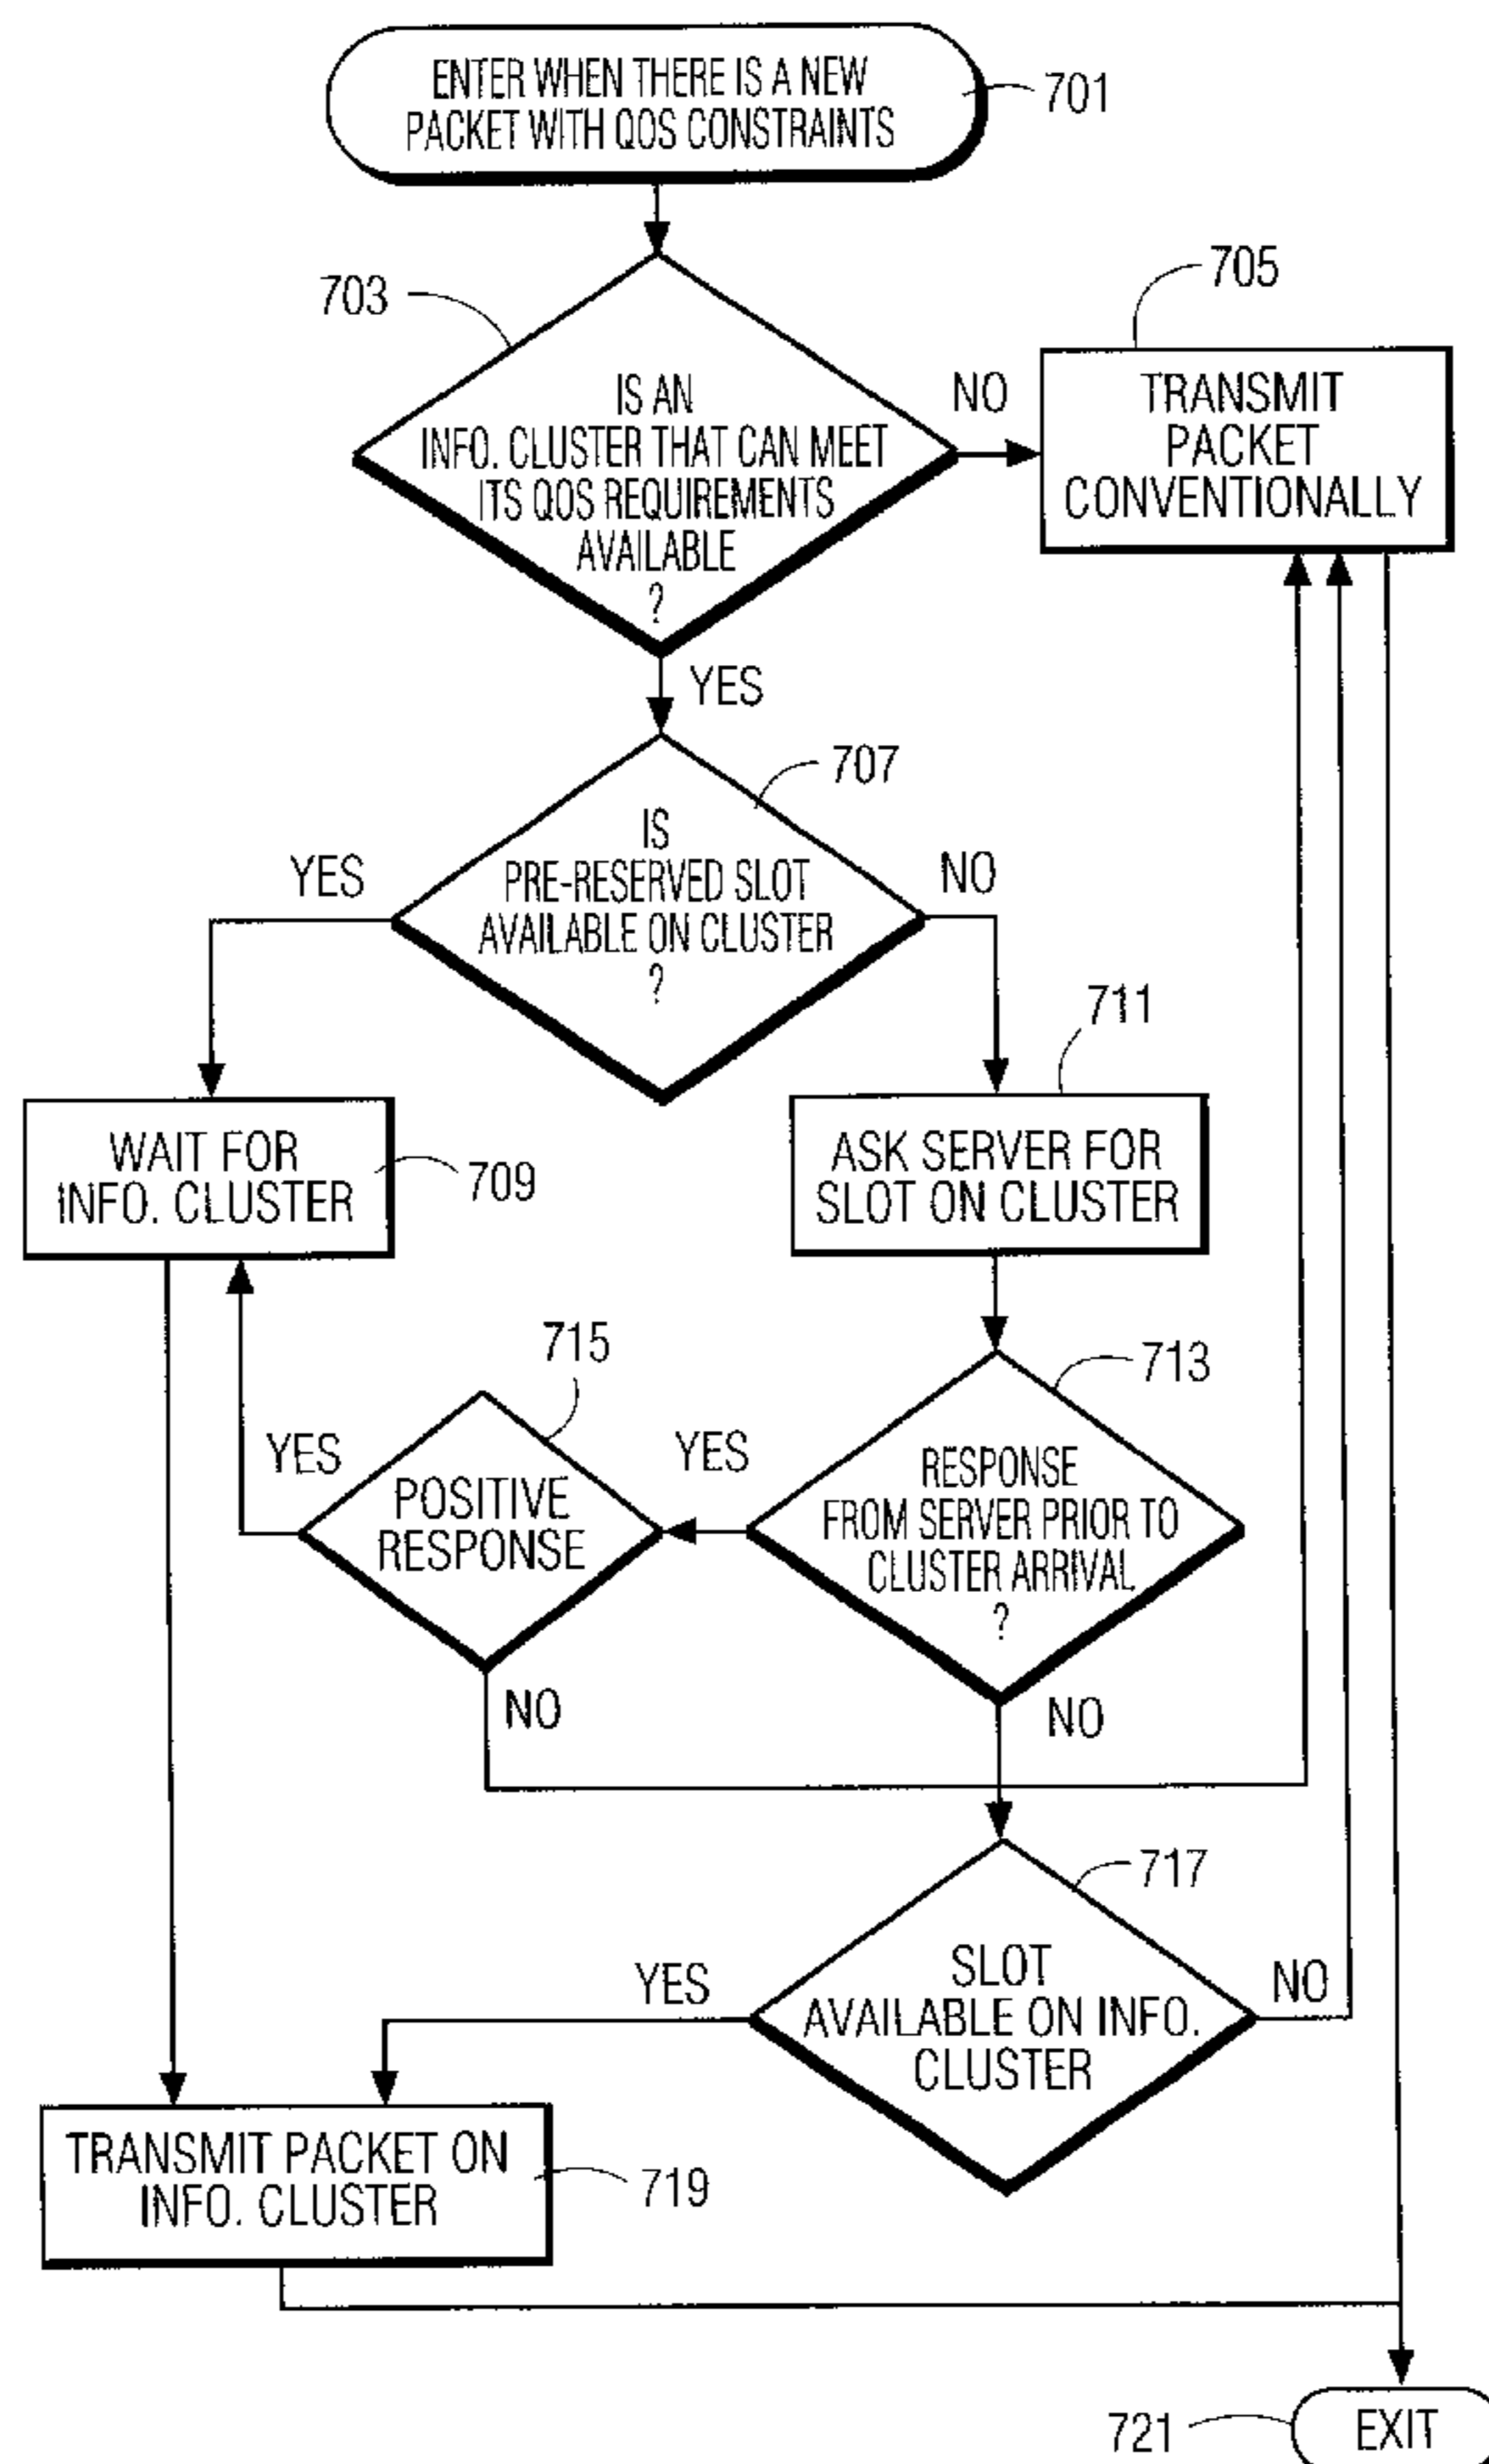 ENTER WHEN THERE IS A NEW
PACKET WITH QOS CONSTRAINTS
701
703
IS AN
INFO. CLUSTER THAT CAN MEET
ITS QOS REQUIREMENTS
AVAILABLE
?
NO
705
TRANSMIT
PACKET
CONVENTIONALLY
YES
707
IS
PRE-RESERVED SLOT
AVAILABLE ON CLUSTER
?
YES
NO
WAIT FOR
INFO. CLUSTER
709
711
ASK SERVER FOR
SLOT ON CLUSTER
713
RESPONSE
FROM SERVER PRIOR TO
CLUSTER ARRIVAL
?
YES
NO
715
POSITIVE
RESPONSE
YES
NO
717
SLOT
AVAILABLE ON INFO.
CLUSTER
YES
NO
TRANSMIT PACKET ON
INFO. CLUSTER
719
721
EXIT